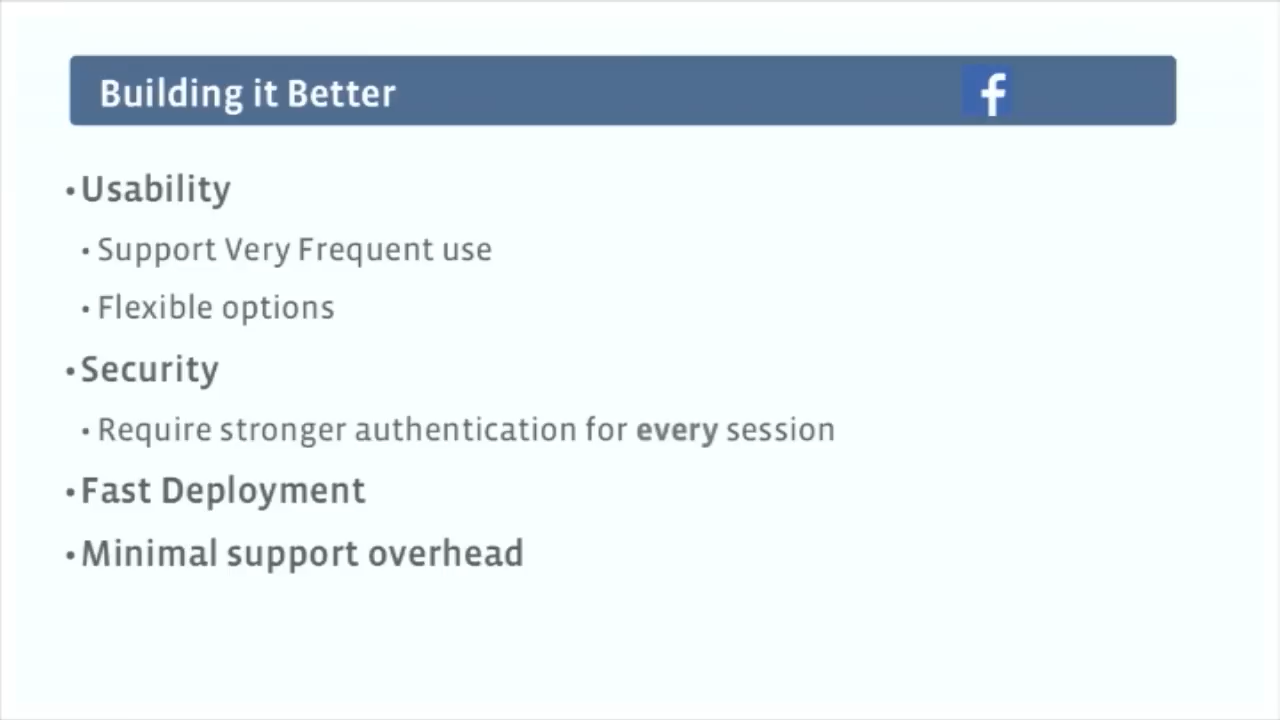 Building it Better
f
• Usability
• Support Very Frequent use
• Flexible options
• Security
• Require stronger authentication for every session
• Fast Deployment
• Minimal support overhead